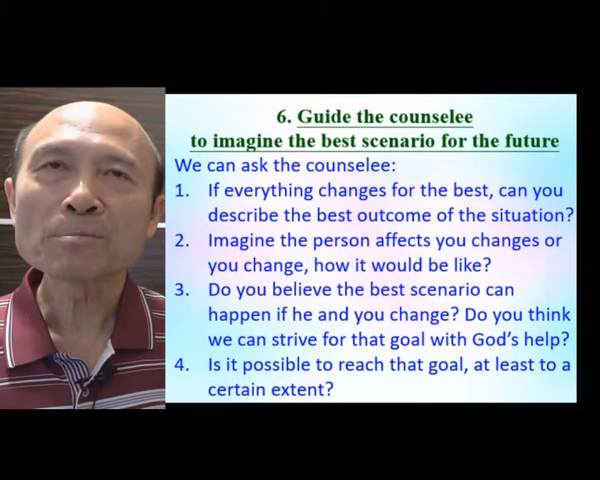 6. Guide the counselee
to imagine the best scenario for the future
We can ask the counselee:
1. If everything changes for the best, can you
describe the best outcome of the situation?
2. Imagine the person affects you changes or
you change, how it would be like?
3. Do you believe the best scenario can
happen if he and you change? Do you think
we can strive for that goal with God's help?
4. Is it possible to reach that goal, at least to a
certain extent?